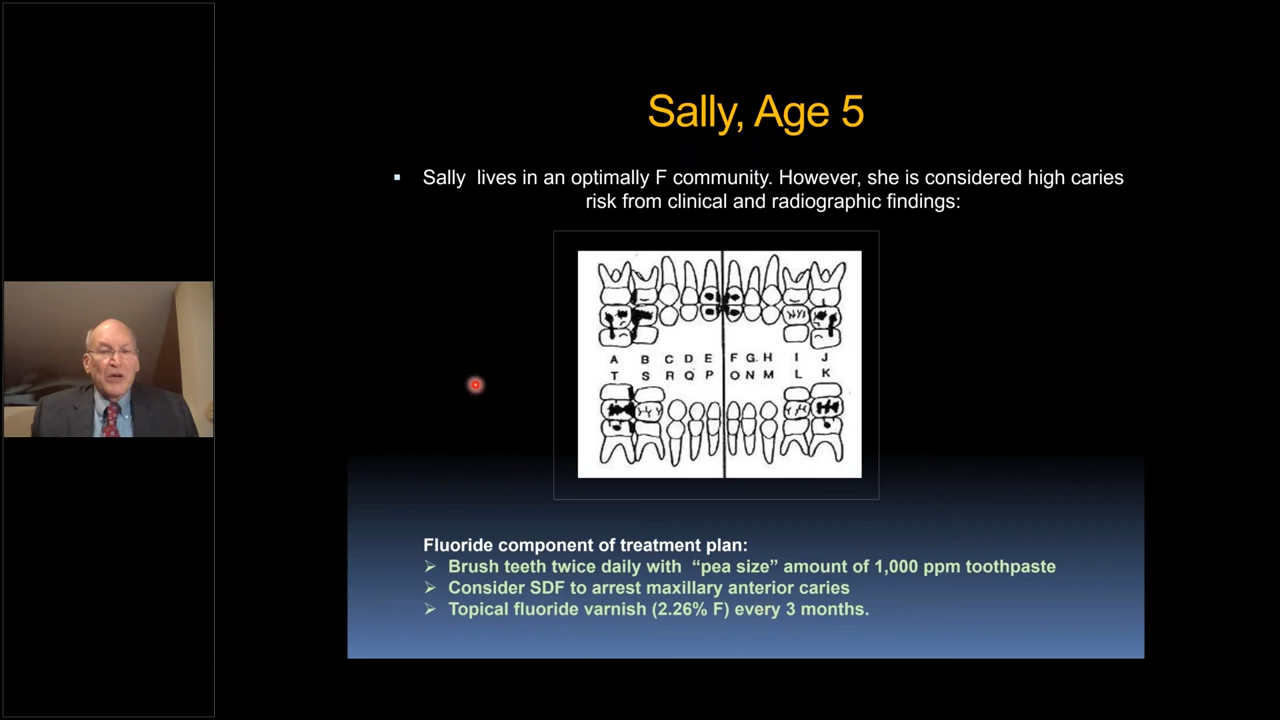 Sally, Age 5
▪ Sally lives in an optimally F community. However, she is considered high caries
risk from clinical and radiographic findings:
A B C D E F G. H I J
T S R Q P O N M L K
Fluoride component of treatment plan:
➢ Brush teeth twice daily with “pea size” amount of 1,000 ppm toothpaste
➢ Consider SDF to arrest maxillary anterior caries
➢ Topical fluoride varnish (2.26% F) every 3 months.